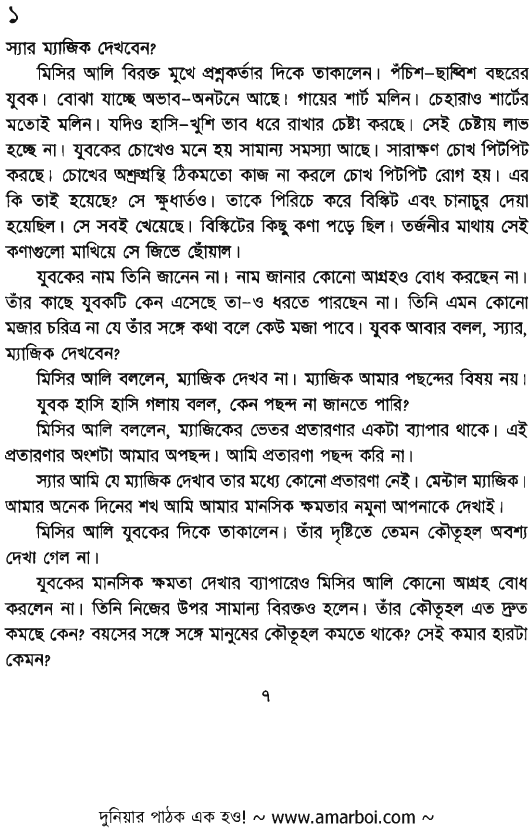 ১
স্যার ম্যাজিক দেখবেন?
মিসির আলি বিরক্ত মুখে প্রশ্নকর্তার দিকে তাকালেন। পঁচিশ-ছাব্বিশ বছরের
যুবক। বোঝা যাচ্ছে অভাব-অনটনে আছে। গায়ের শার্ট মলিন। চেহারাও শার্টের
মতোই মলিন। যদিও হাসি-খুশি ভাব ধরে রাখার চেষ্টা করছে। সেই চেষ্টায় লাভ
হচ্ছে না। যুবকের চোখেও মনে হয় সামান্য সমস্যা আছে। সারাক্ষণ চোখ পিটপিট
করছে। চোখের অশ্রুগ্রন্থি ঠিকমতো কাজ না করলে চোখ পিটপিট রোগ হয়। এর
কি তাই হয়েছে? সে ক্ষুধার্তও। তাকে পিরিচে করে বিস্কিট এবং চানাচুর দেয়া
হয়েছিল। সে সবই খেয়েছে। বিস্কিটের কিছু কণা পড়ে ছিল। তর্জনীর মাথায় সেই
কণাগুলো মাখিয়ে সে জিভে ছোঁয়াল।
যুবকের নাম তিনি জানেন না। নাম জানার কোনো আগ্রহও বোধ করছেন না।
তাঁর কাছে যুবকটি কেন এসেছে তা-ও ধরতে পারছেন না। তিনি এমন কোনো
মজার চরিত্র না যে তাঁর সঙ্গে কথা বলে কেউ মজা পাবে। যুবক আবার বলল, স্যার,
ম্যাজিক দেখবেন?
মিসির আলি বললেন, ম্যাজিক দেখব না। ম্যাজিক আমার পছন্দের বিষয় নয়।
যুবক হাসি হাসি গলায় বলল, কেন পছন্দ না জানতে পারি?
মিসির আলি বললেন, ম্যাজিকের ভেতর প্রতারণার একটা ব্যাপার থাকে। এই
প্রতারণার অংশটা আমার অপছন্দ। আমি প্রতারণা পছন্দ করি না।
স্যার আমি যে ম্যাজিক দেখাব তার মধ্যে কোনো প্রতারণা নেই। মেন্টাল ম্যাজিক।
আমার অনেক দিনের শখ আমি আমার মানসিক ক্ষমতার নমুনা আপনাকে দেখাই।
মিসির আলি যুবকের দিকে তাকালেন। তাঁর দৃষ্টিতে তেমন কৌতূহল অবশ্য
দেখা গেল না।
যুবকের মানসিক ক্ষমতা দেখার ব্যাপারেও মিসির আলি কোনো আগ্রহ বোধ
করলেন না। তিনি নিজের উপর সামান্য বিরক্তও হলেন। তাঁর কৌতূহল এত দ্রুত
কমছে কেন? বয়সের সঙ্গে সঙ্গে মানুষের কৌতূহল কমতে থাকে? সেই কমার হারটা
কেমন?
৭
দুনিয়ার পাঠক এক হও! ~ www.amarboi.com ~